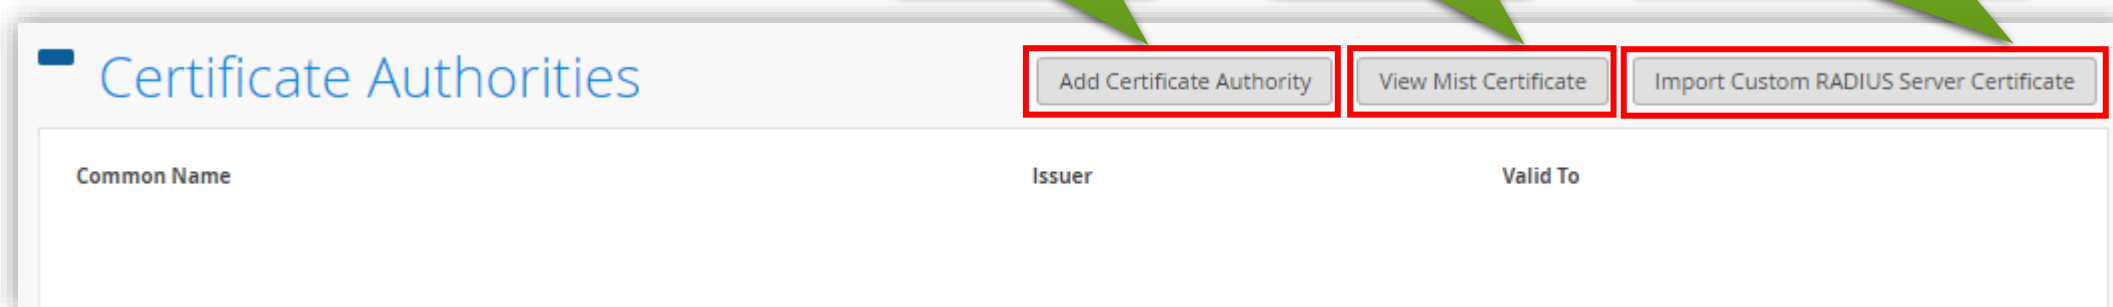 Certificate Authorities
Add Certificate Authority
View Mist Certificate
Import Custom RADIUS Server Certificate
Common Name
Issuer
Valid To